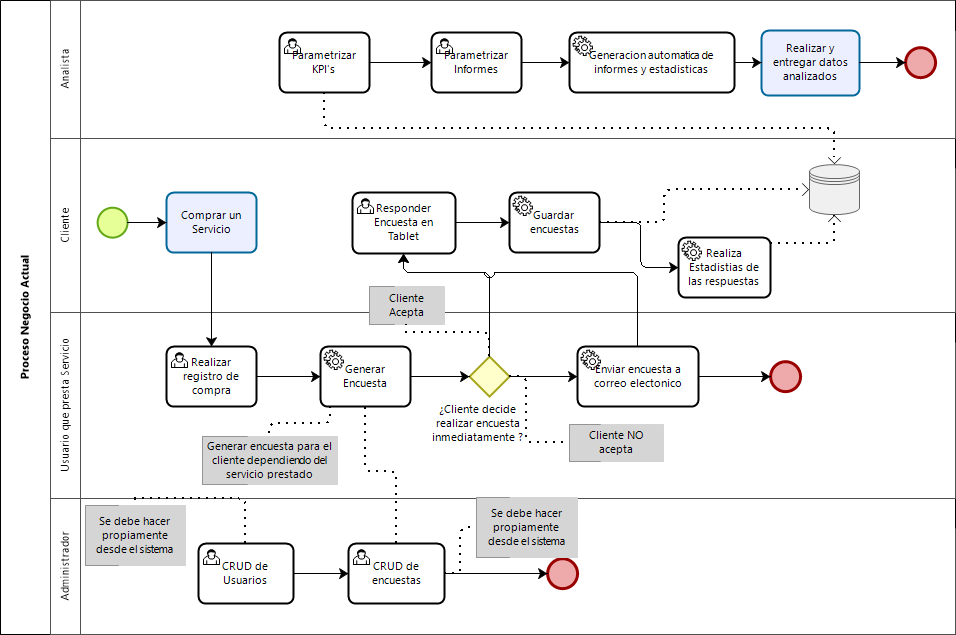 Proceso Negocio Actual
Analista
Parametrizar
KPI's
Parametrizar
Informes
Generacion automatica de
informes y estadisticas
Realizar y
entregar datos
analizados
Cliente
Comprar un
Servicio
Responder
Encuesta en
Tablet
Guardar
encuestas
Realiza
Estadistias de
las respuestas
Cliente
Acepta
Usuario que presta Servicio
Realizar
registro de
compra
Generar
Encuesta
¿Cliente decide
realizar encuesta
inmediatamente ?
Enviar encuesta a
correo electonico
Cliente NO
acepta
Generar encuesta para el
cliente dependiendo del
servicio prestado
Administrador
Se debe hacer
propiamente
desde el sistema
CRUD de
Usuarios
CRUD de
encuestas
Se debe hacer
propiamente
desde el sistema